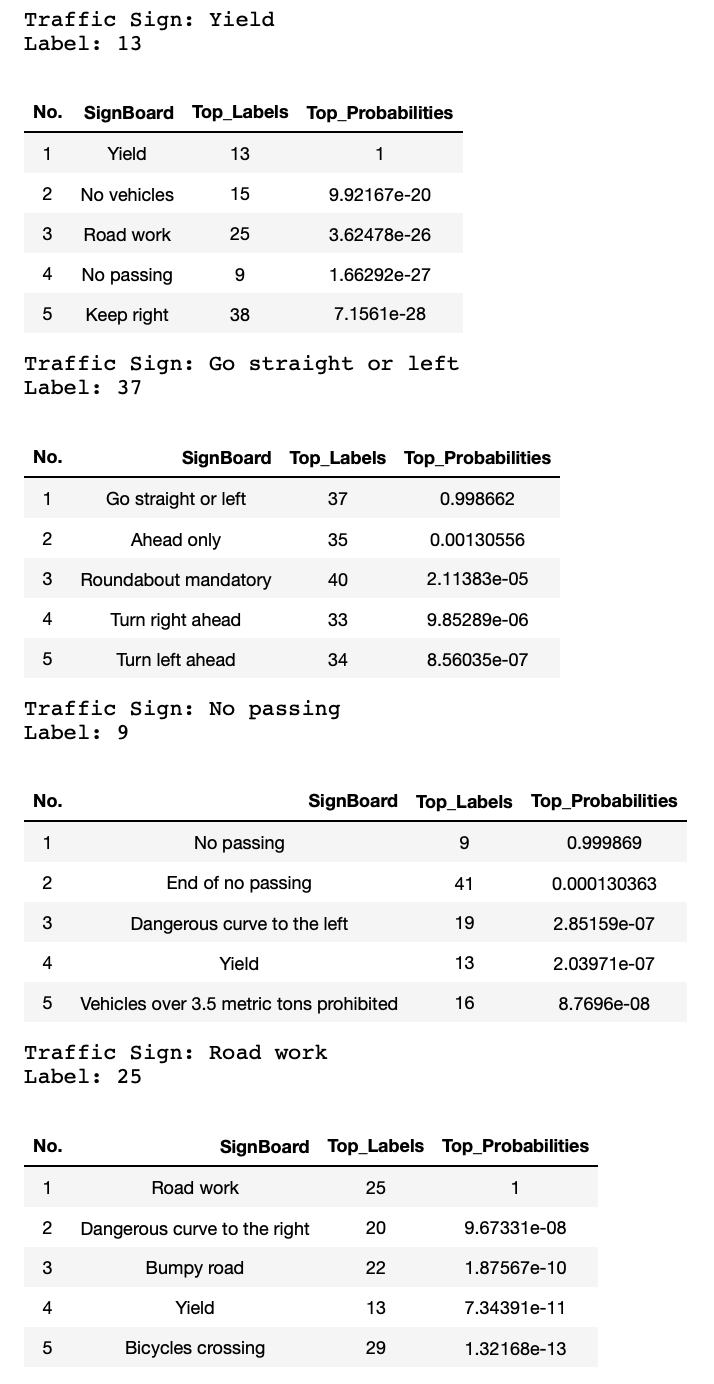 Traffic Sign: Yield
Label: 13
No. SignBoard Top_Labels Top_Probabilities
1 Yield 13 1
2 No vehicles 15 9.92167e-20
3 Road work 25 3.62478e-26
4 No passing 9 1.66292e-27
5 Keep right 38 7.1561e-28
Traffic Sign: Go straight or left
Label: 37
No. SignBoard Top_Labels Top_Probabilities
1 Go straight or left 37 0.998662
2 Ahead only 35 0.00130556
3 Roundabout mandatory 40 2.11383e-05
4 Turn right ahead 33 9.85289e-06
5 Turn left ahead 34 8.56035e-07
Traffic Sign: No passing
Label: 9
No. SignBoard Top_Labels Top_Probabilities
1 No passing 9 0.999869
2 End of no passing 41 0.000130363
3 Dangerous curve to the left 19 2.85159e-07
4 Yield 13 2.03971e-07
5 Vehicles over 3.5 metric tons prohibited 16 8.7696e-08
Traffic Sign: Road work
Label: 25
No. SignBoard Top_Labels Top_Probabilities
1 Road work 25 1
2 Dangerous curve to the right 20 9.67331e-08
3 Bumpy road 22 1.87567e-10
4 Yield 13 7.34391e-11
5 Bicycles crossing 29 1.32168e-13